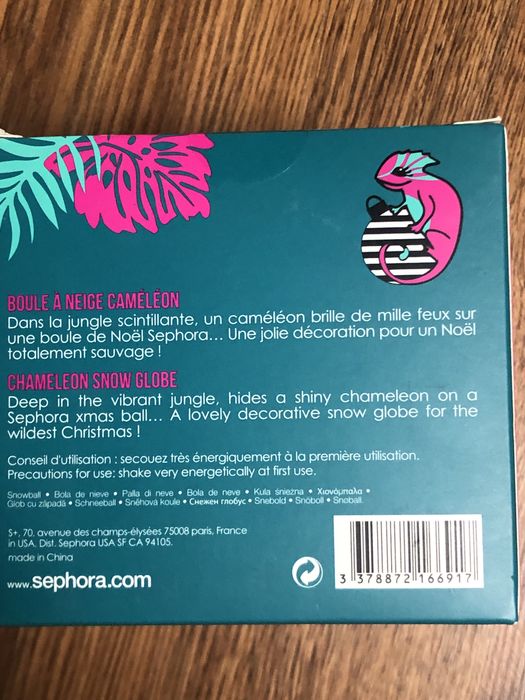 BOULE À NEIGE CAMÉLÉON
Dans la jungle scintillante, un caméléon brille de mille feux sur
une boule de Noël Sephora... Une jolie décoration pour un Noël
totalement sauvage !
CHAMELEON SNOW GLOBE
Deep in the vibrant jungle, hides a shiny chameleon on a
Sephora xmas ball... A lovely decorative snow globe for the
wildest Christmas !
Conseil d'utilisation : secouez très énergiquement à la première utilisation.
Precautions for use: shake very energetically at first use.
Snowball • Bola de nieve • Palla di neve • Bola de neve • Kula śnieżna • Χιονόμπαλα •
Glob cu zăpadă • Schneeball • Sněhová koule • Снежен глобус • Snebold • Snöboll • Snøball.
S+, 70, avenue des champs-élysées 75008 paris, France
in USA. Dist. Sephora USA SF CA 94105.
made in China
www.sephora.com
3 378872 166917